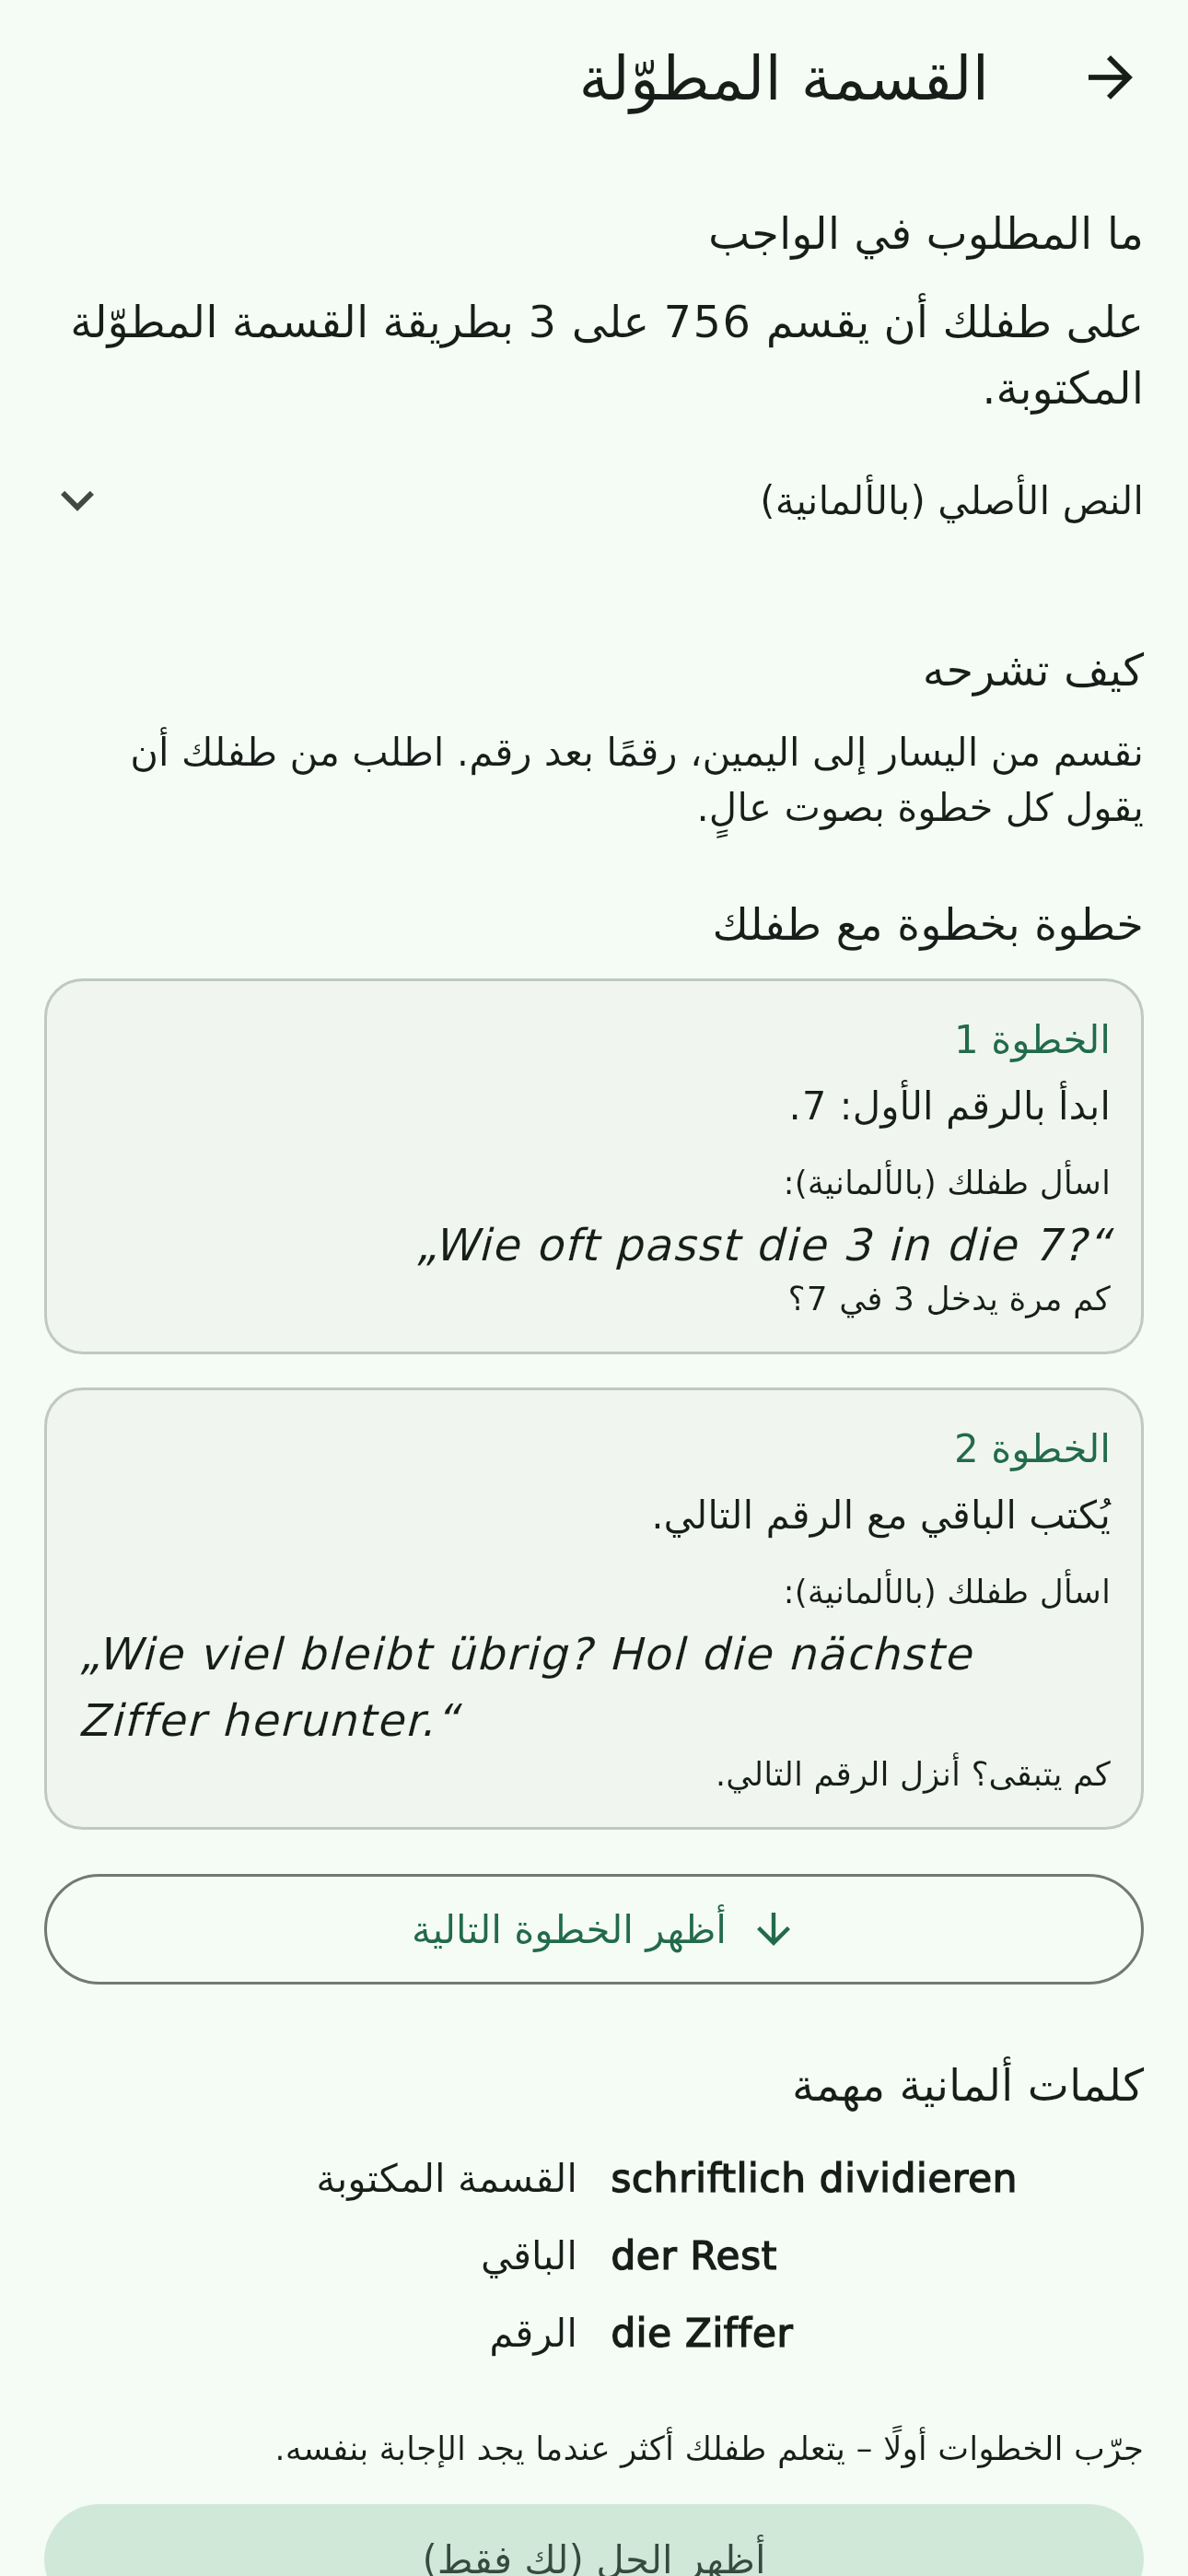 القسمة المطوّلة
ما المطلوب في الواجب
على طفلك أن يقسم 756 على 3 بطريقة القسمة المطوّلة
المكتوبة.
النص الأصلي (بالألمانية)
كيف تشرحه
نقسم من اليسار إلى اليمين، رقمًا بعد رقم. اطلب من طفلك أن
يقول كل خطوة بصوت عالٍ.
خطوة بخطوة مع طفلك
الخطوة 1
ابدأ بالرقم الأول: 7.
اسأل طفلك (بالألمانية):
„Wie oft passt die 3 in die 7?“
كم مرة يدخل 3 في 7؟
الخطوة 2
يُكتب الباقي مع الرقم التالي.
اسأل طفلك (بالألمانية):
„Wie viel bleibt übrig? Hol die nächste
Ziffer herunter.“
كم يتبقى؟ أنزل الرقم التالي.
أظهر الخطوة التالية
كلمات ألمانية مهمة
schriftlich dividieren القسمة المكتوبة
der Rest الباقي
die Ziffer الرقم
جرّب الخطوات أولًا – يتعلم طفلك أكثر عندما يجد الإجابة بنفسه.
أظهر الحل (لك فقط)